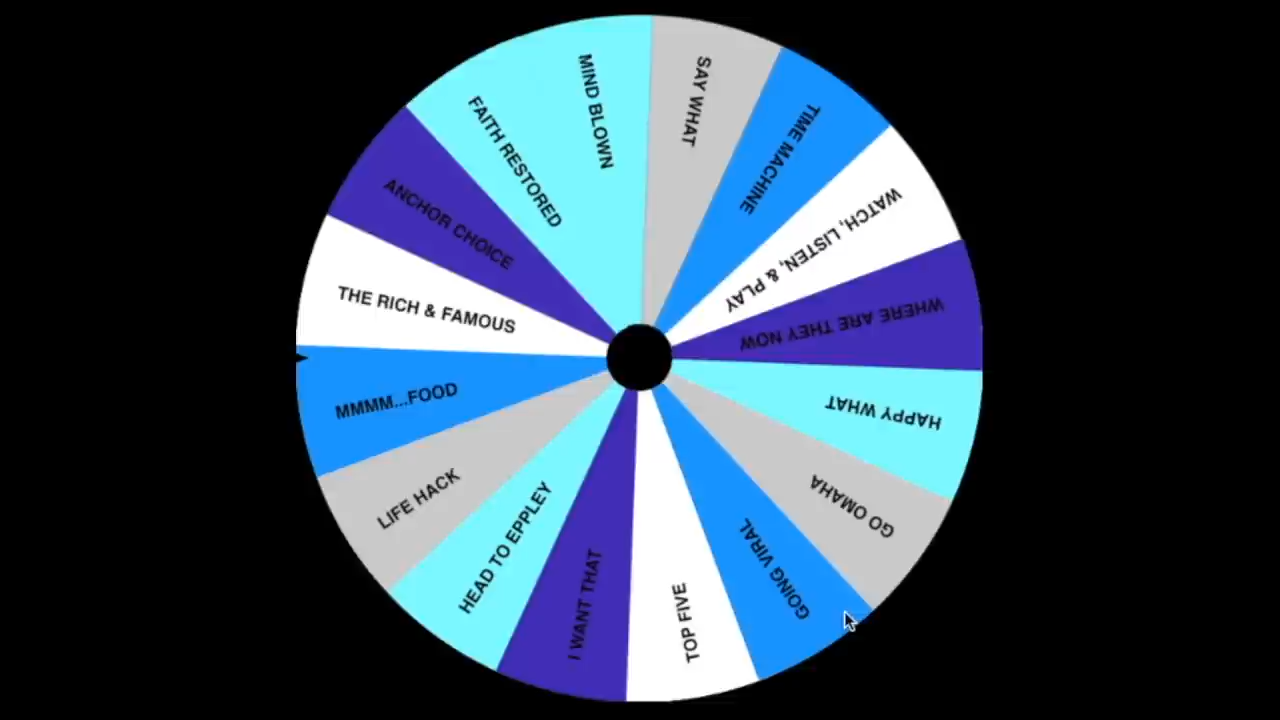 MIND BLOWN
SAY WHAT
TIME MACHINE
WATCH, LISTEN, & PLAY
WHERE ARE THEY NOW
HAPPY WHAT
GO OMAHA
GOING VIRAL
TOP FIVE
I WANT THAT
HEAD TO EPPLEY
LIFE HACK
MMMM...FOOD
THE RICH & FAMOUS
ANCHOR CHOICE
FAITH RESTORED